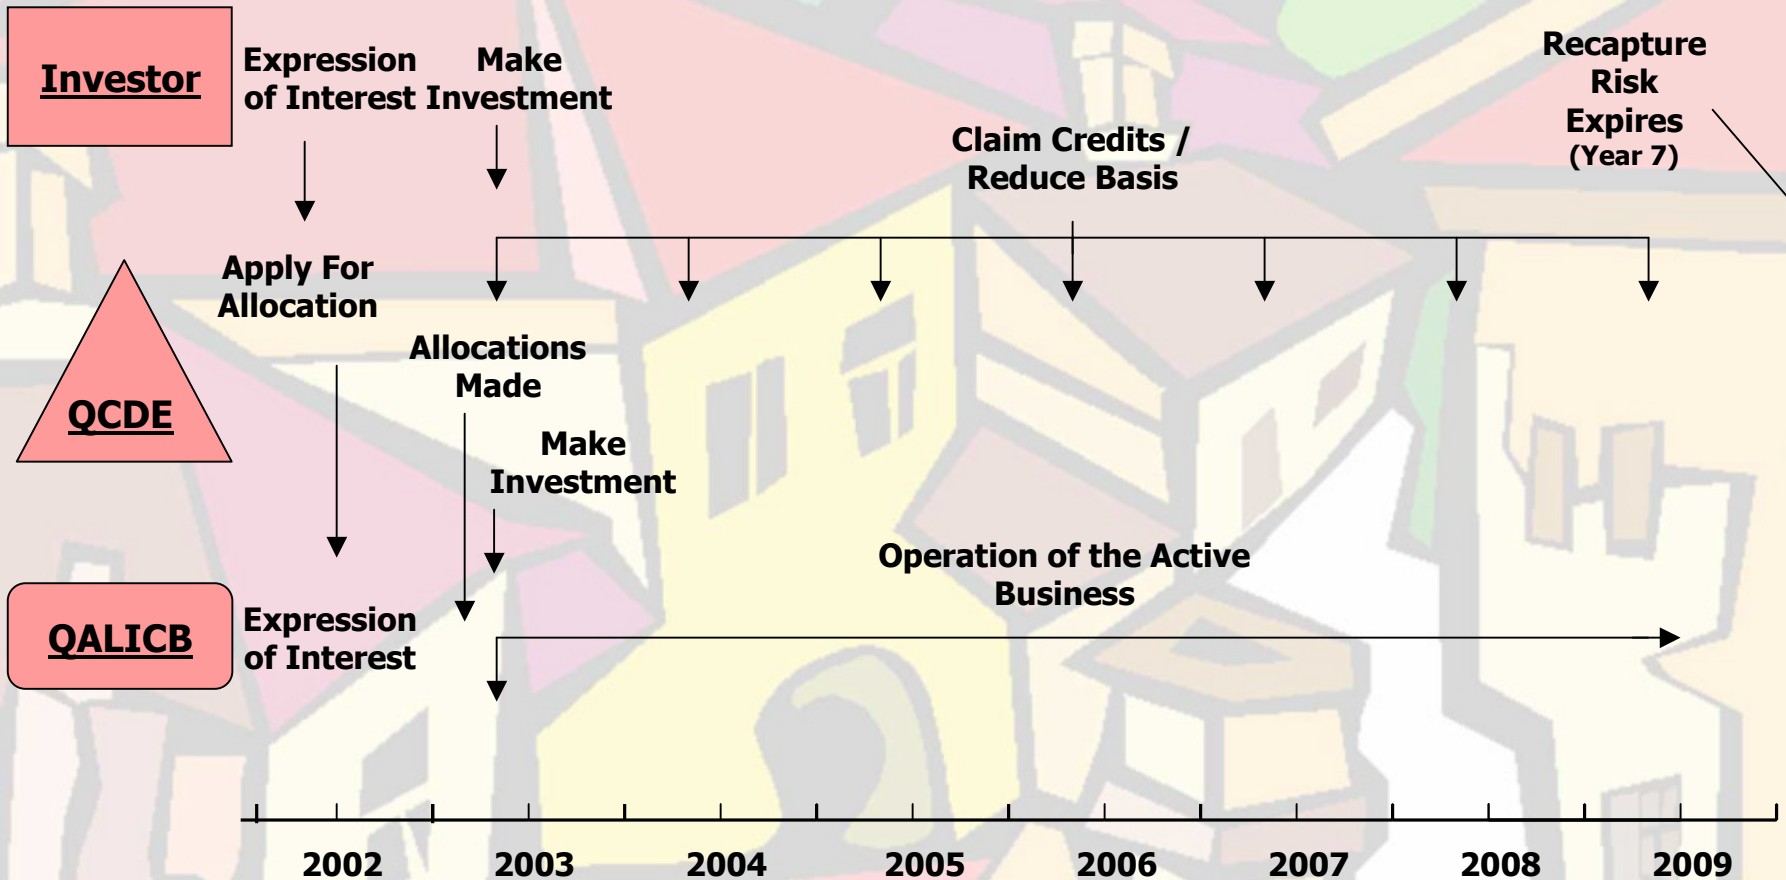 Investor
Expression
of Interest
Make
Investment
Claim Credits /
Reduce Basis
Recapture
Risk
Expires
(Year 7)
QCDE
Apply For
Allocation
Allocations
Made
Make
Investment
QALICB
Expression
of Interest
Operation of the Active
Business
2002 2003 2004 2005 2006 2007 2008 2009